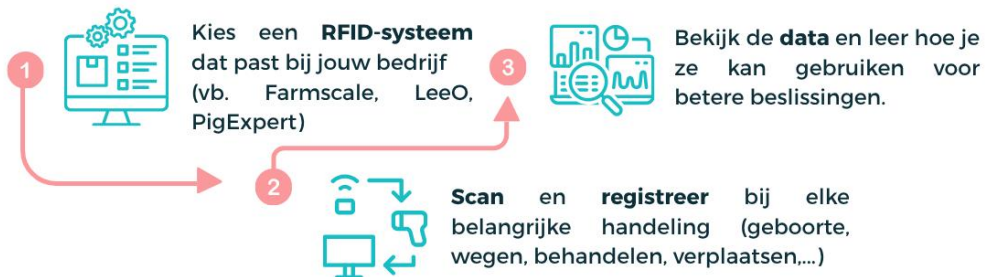 1
Kies een RFID-systeem
dat past bij jouw bedrijf
(vb. Farmscale, LeeO,
PigExpert)
2
Scan en registreer bij elke
belangrijke handeling (geboorte,
wegen, behandelen, verplaatsen,...)
3
Bekijk de data en leer hoe je
ze kan gebruiken voor
betere beslissingen.